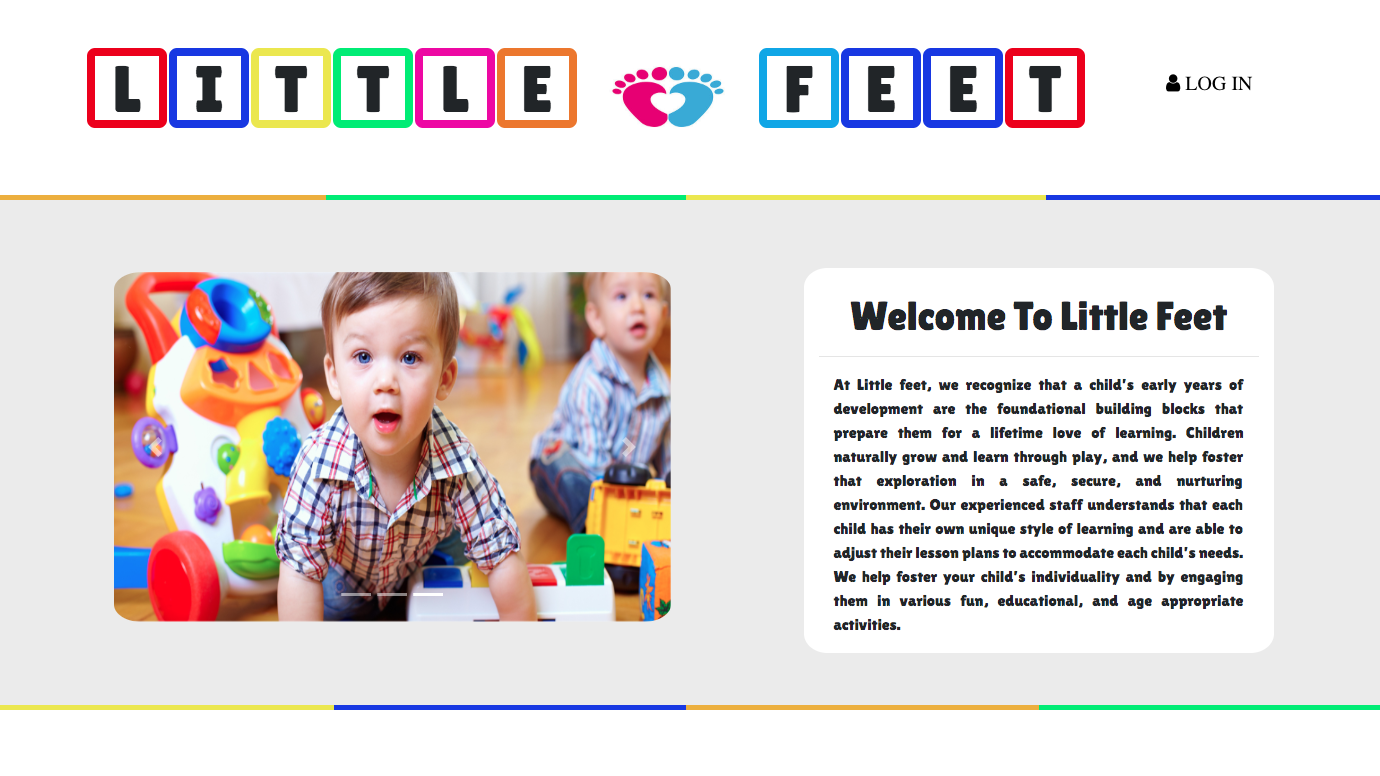 LITTLE FEET
LOG IN
Welcome To Little Feet
At Little feet, we recognize that a child's early years of
development are the foundational building blocks that
prepare them for a lifetime love of learning. Children
naturally grow and learn through play, and we help foster
that exploration in a safe, secure, and nurturing
environment. Our experienced staff understands that each
child has their own unique style of learning and are able to
adjust their lesson plans to accommodate each child's needs.
We help foster your child's individuality and by engaging
them in various fun, educational, and age appropriate
activities.